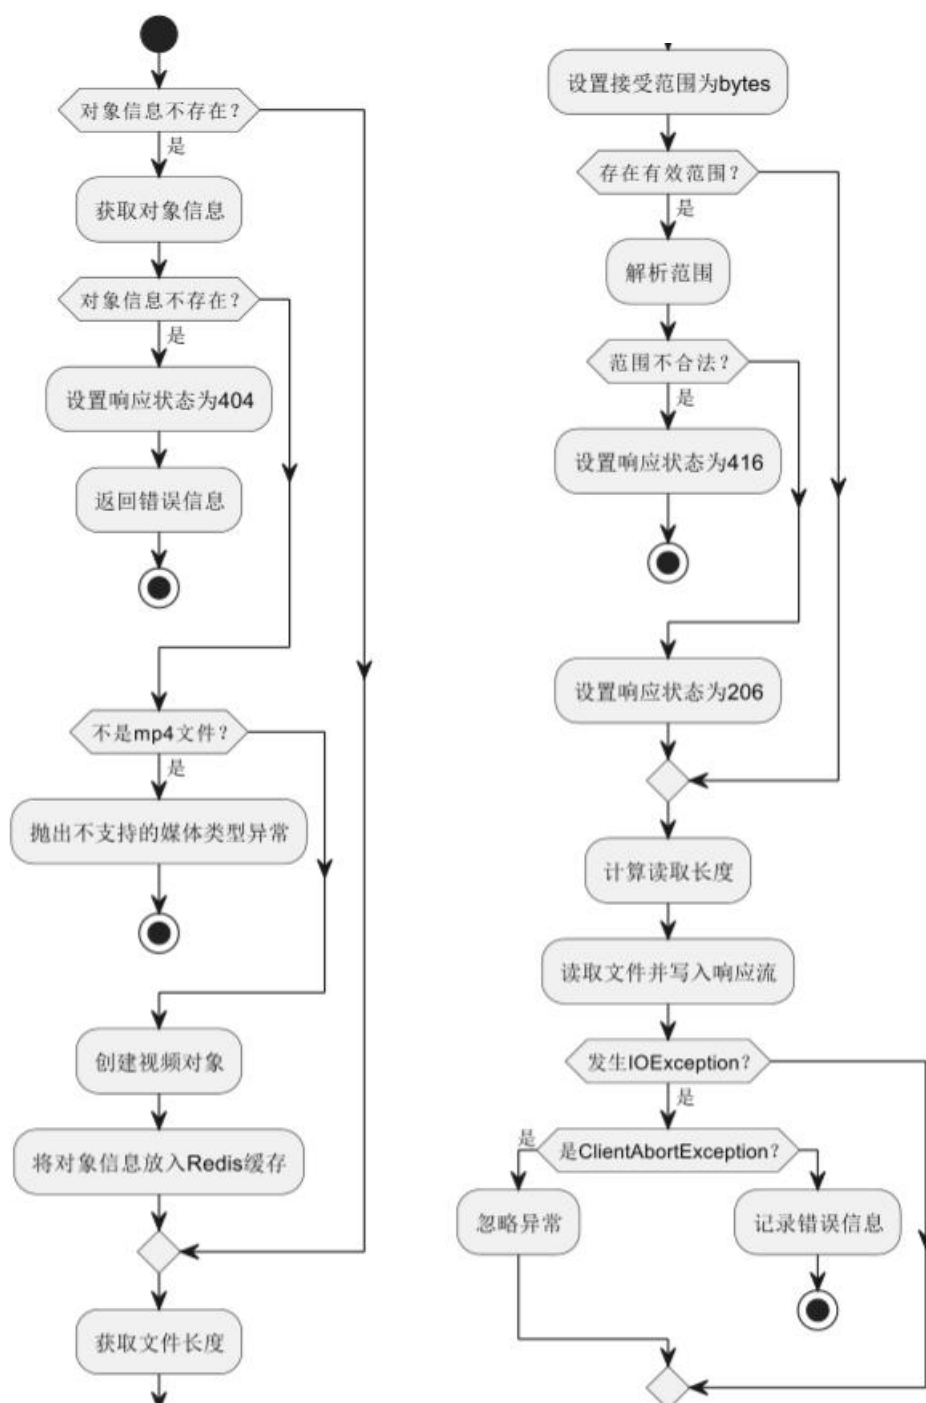 对象信息不存在？
是
获取对象信息
对象信息不存在？
是
设置响应状态为404
返回错误信息
不是mp4文件？
是
抛出不支持的媒体类型异常
创建视频对象
将对象信息放入Redis缓存
获取文件长度
设置接受范围为bytes
存在有效范围？
是
解析范围
范围不合法？
是
设置响应状态为416
设置响应状态为206
计算读取长度
读取文件并写入响应流
发生IOException？
是
是
是ClientAbortException？
忽略异常
记录错误信息